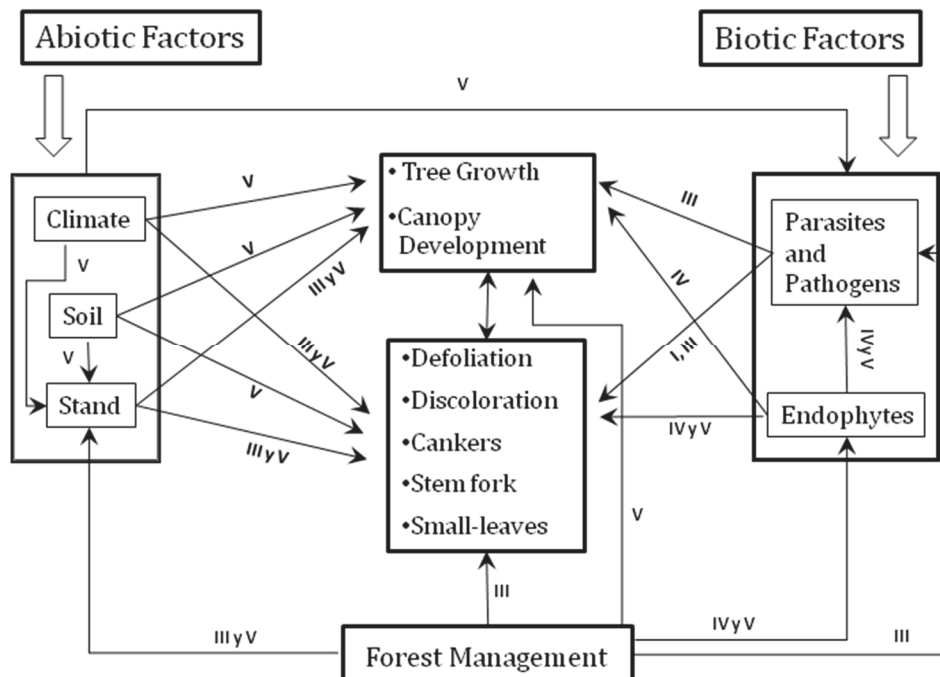 Abiotic Factors
Biotic Factors
V
Climate
V
Soil
V
Stand
V
V
III y V
III y V
V
III y V
• Tree Growth
• Canopy
Development
•Defoliation
•Discoloration
•Cankers
•Stem fork
•Small-leaves
III
IV
I, III
IV y V
Parasites
and
Pathogens
IV y V
Endophytes
V
III
III y V
Forest Management
IV y V
III